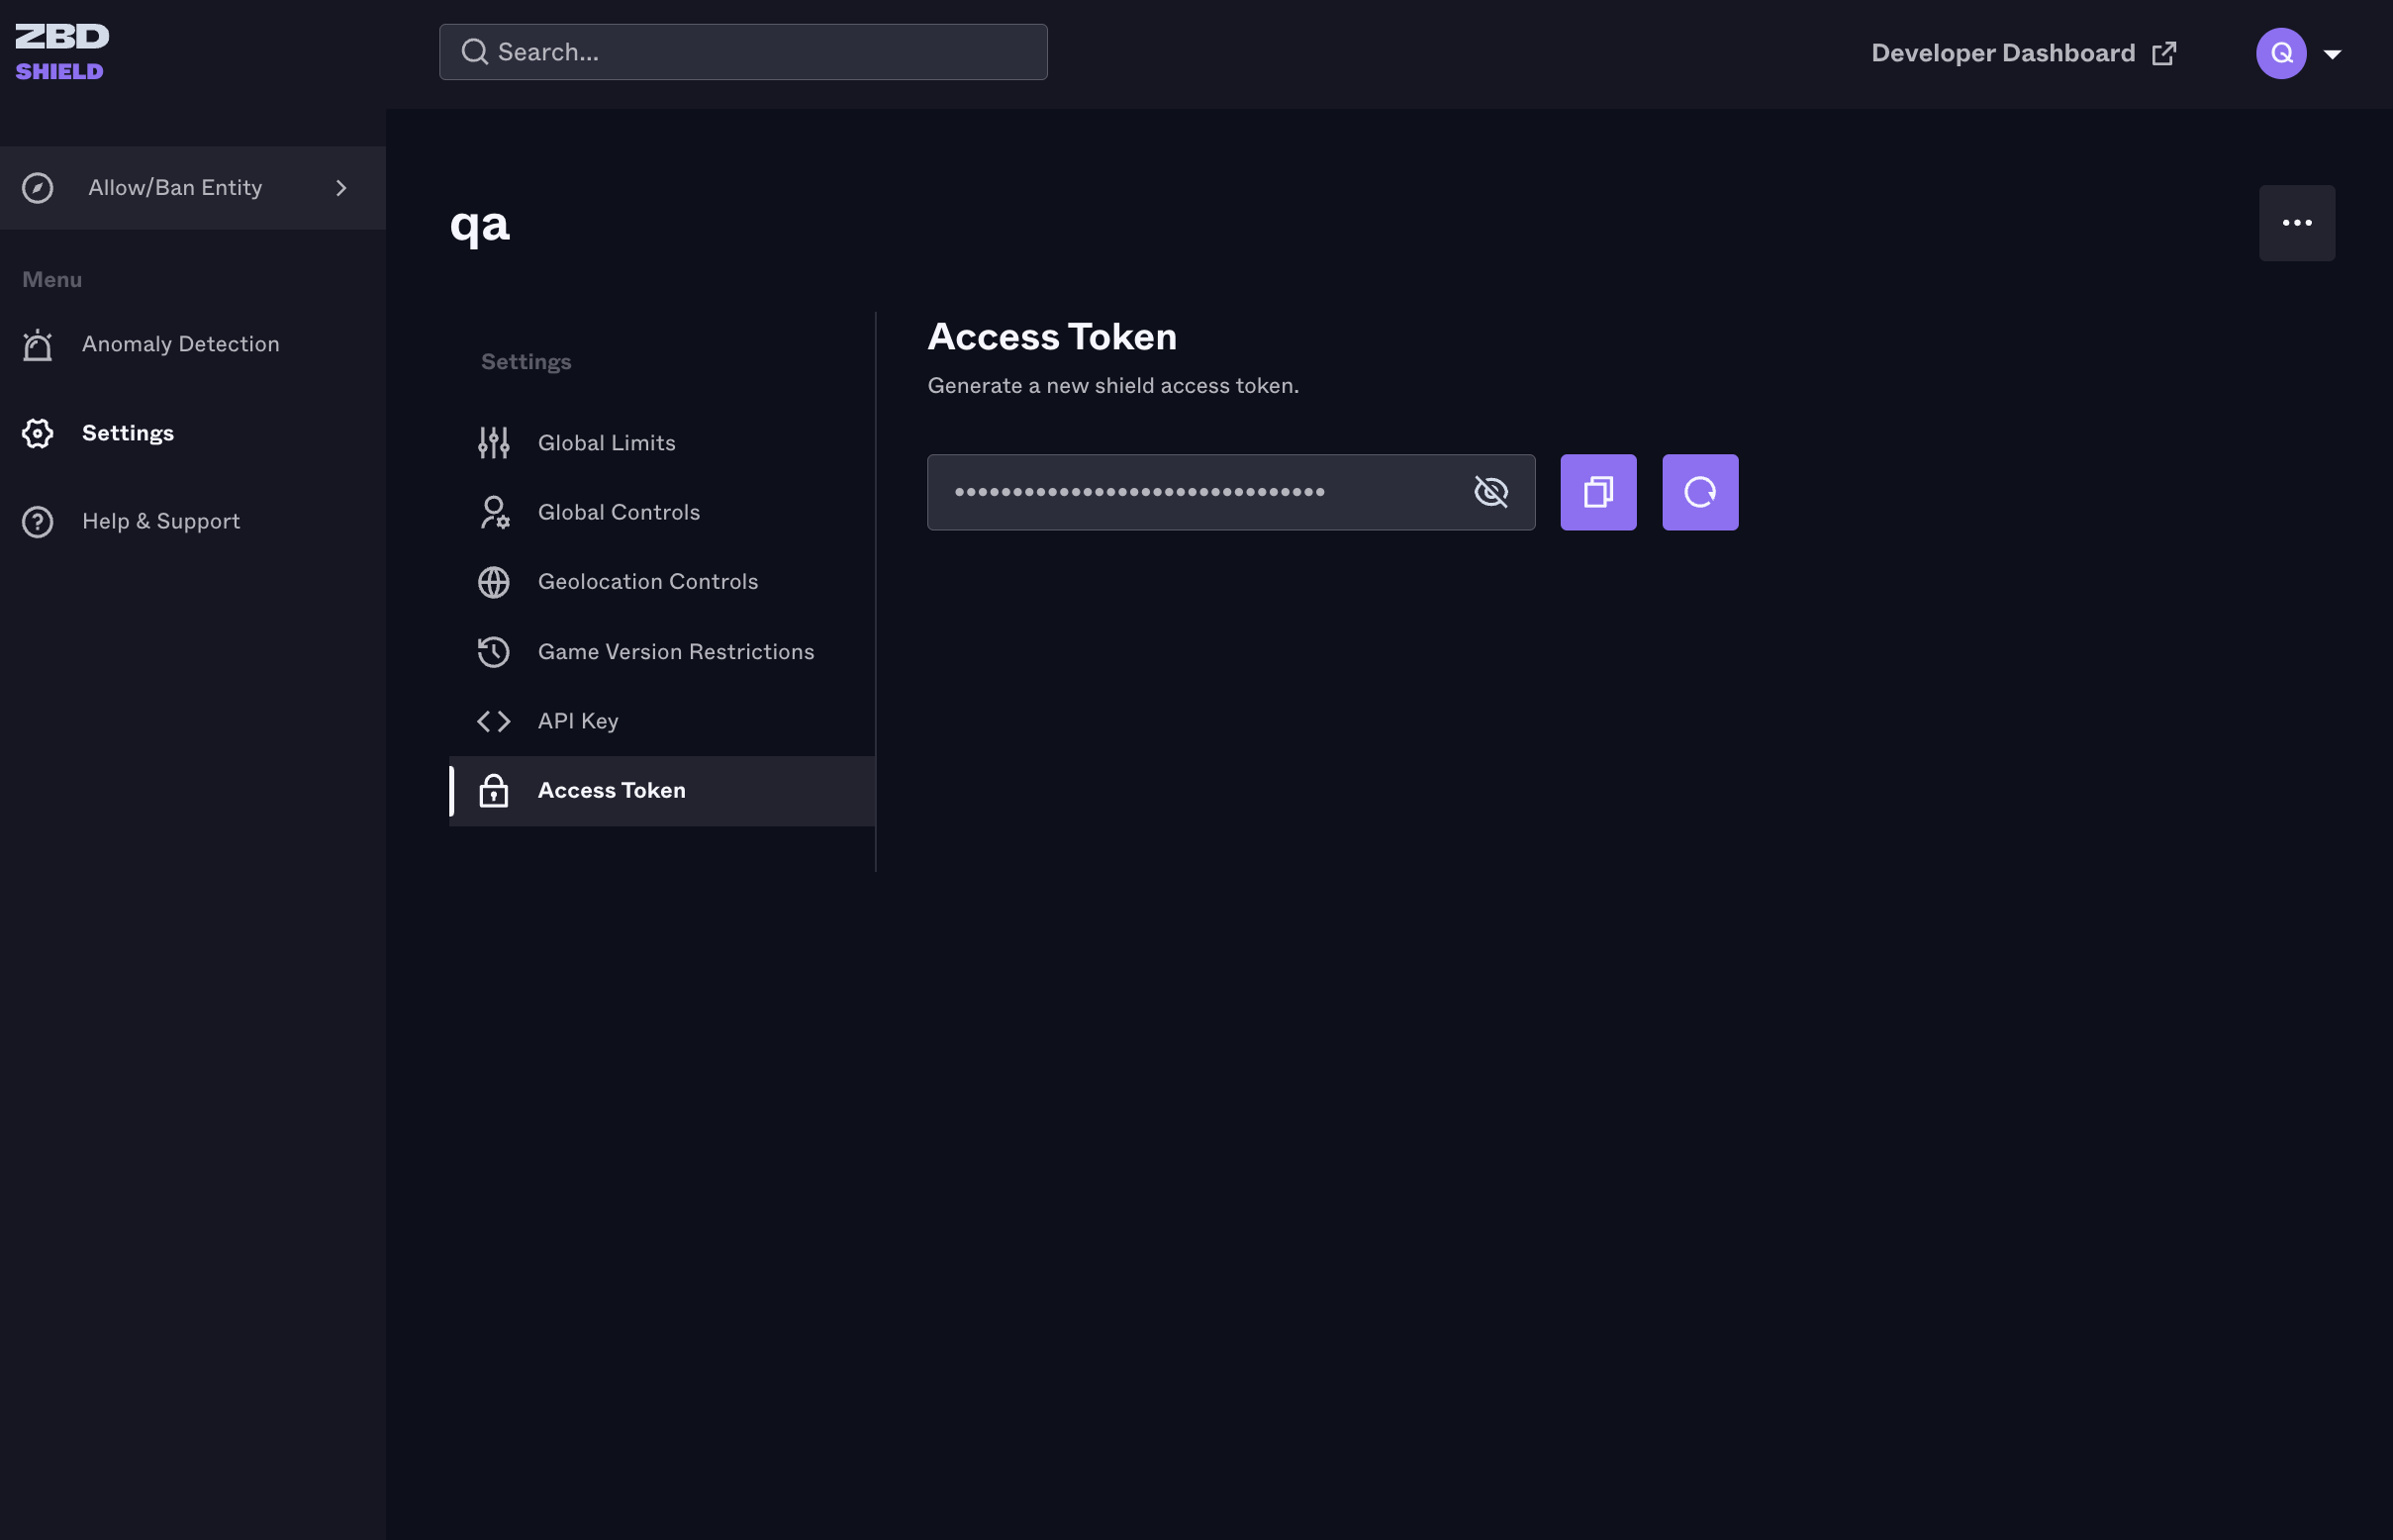 ZBD
SHIELD
Search...
Developer Dashboard
Q
Allow/Ban Entity
Menu
Anomaly Detection
Settings
Help & Support
qa
Settings
Global Limits
Global Controls
Geolocation Controls
Game Version Restrictions
API Key
Access Token
Access Token
Generate a new shield access token.